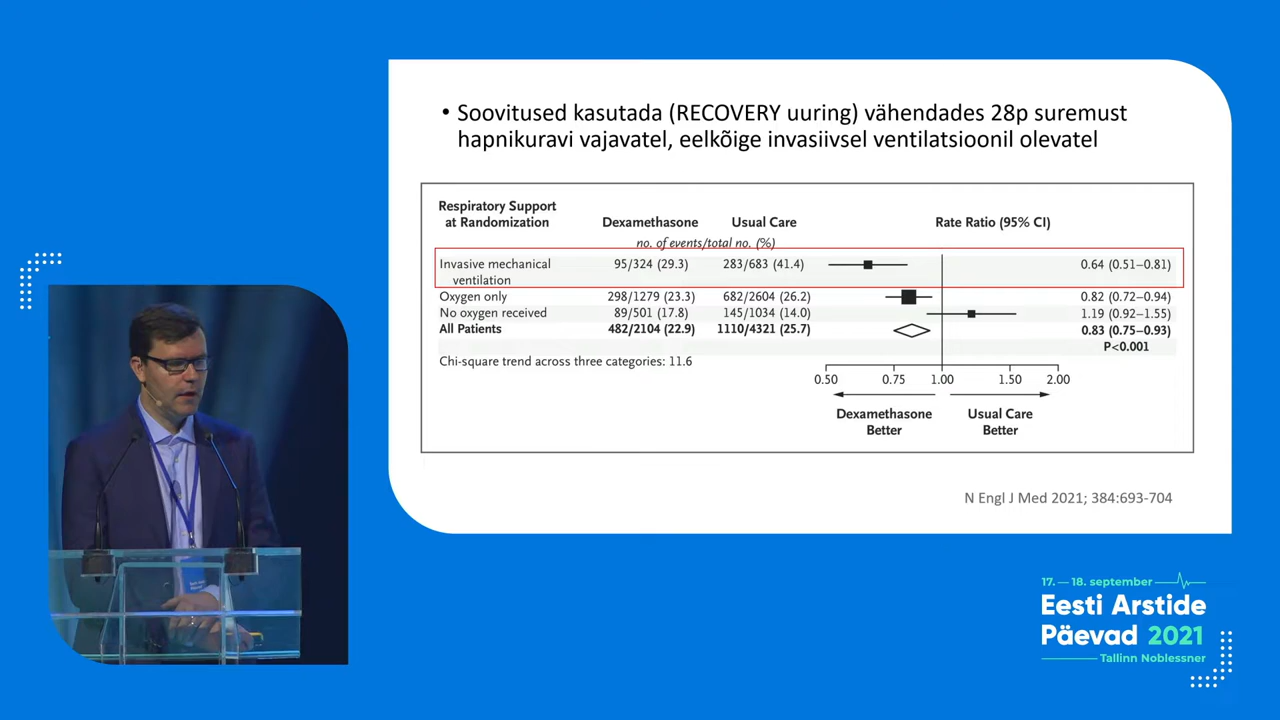 • Soovitused kasutada (RECOVERY uuring) vähendades 28p suremust
hapnikuravi vajavatel, eelkõige invasiivsel ventilatsioonil olevatel
Respiratory Support
at Randomization
Dexamethasone
Usual Care
Rate Ratio (95% CI)
no. of events/total no. (%)
Invasive mechanical
ventilation
95/324 (29.3)
283/683 (41.4)
0.64 (0.51–0.81)
Oxygen only
298/1279 (23.3)
682/2604 (26.2)
0.82 (0.72–0.94)
No oxygen received
89/501 (17.8)
145/1034 (14.0)
1.19 (0.92–1.55)
All Patients
482/2104 (22.9)
1110/4321 (25.7)
0.83 (0.75–0.93)
P<0.001
Chi-square trend across three categories: 11.6
0.50
0.75
1.00
1.50
2.00
Dexamethasone
Better
Usual Care
Better
N Engl J Med 2021; 384:693-704
17. — 18. september
Eesti Arstide
Päevad 2021
Tallinn Noblessner